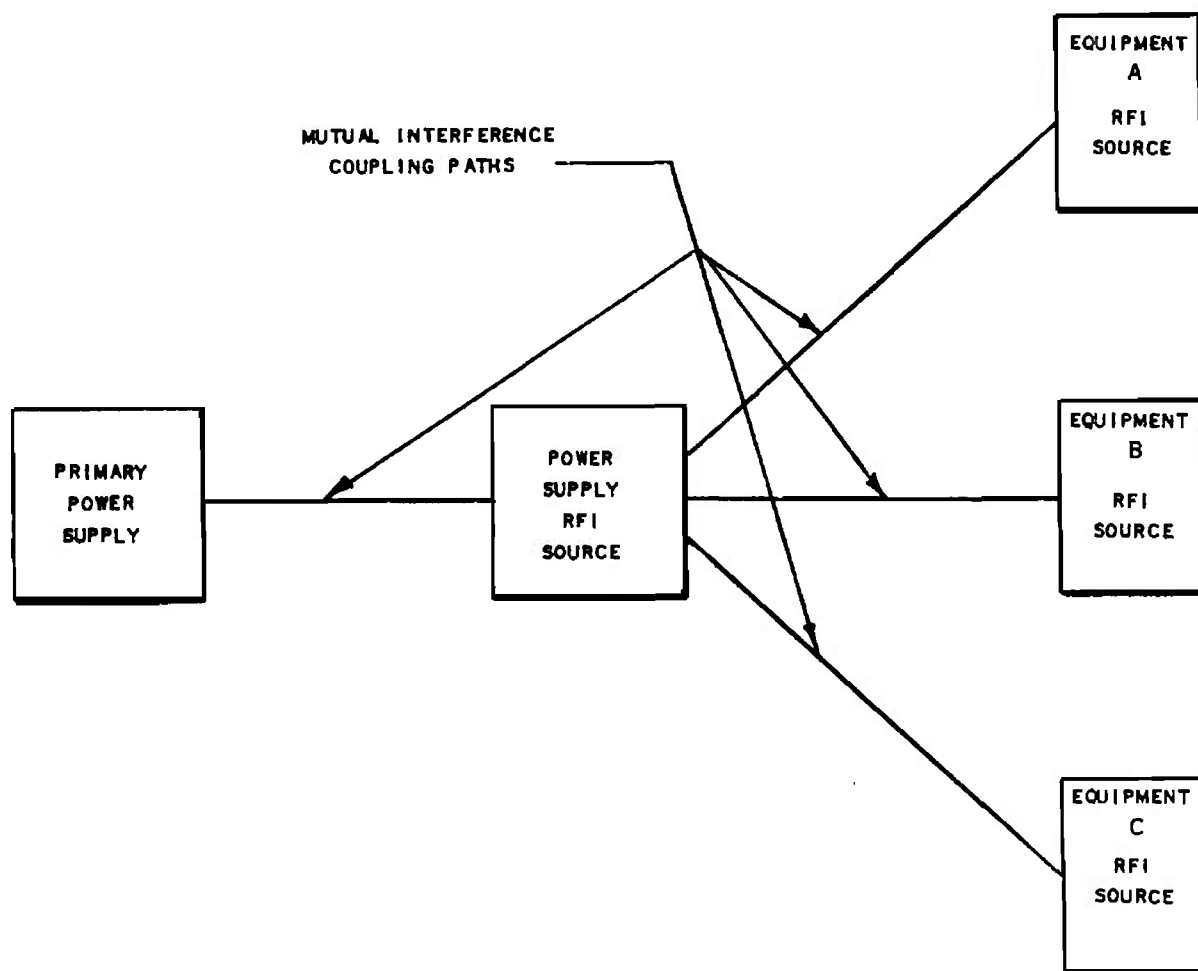 EQUIPMENT
A
RFI
SOURCE
MUTUAL INTERFERENCE
COUPLING PATHS
PRIMARY
POWER
SUPPLY
POWER
SUPPLY
RFI
SOURCE
EQUIPMENT
B
RFI
SOURCE
EQUIPMENT
C
RFI
SOURCE